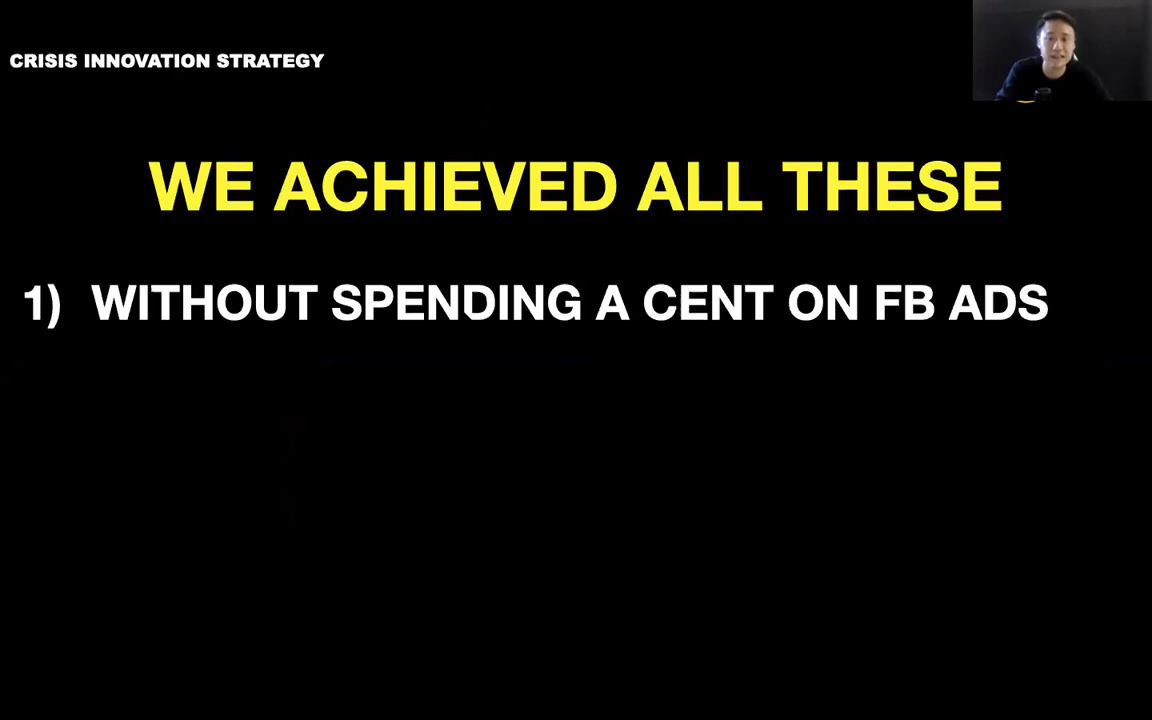 CRISIS INNOVATION STRATEGY
WE ACHIEVED ALL THESE
1) WITHOUT SPENDING A CENT ON FB ADS